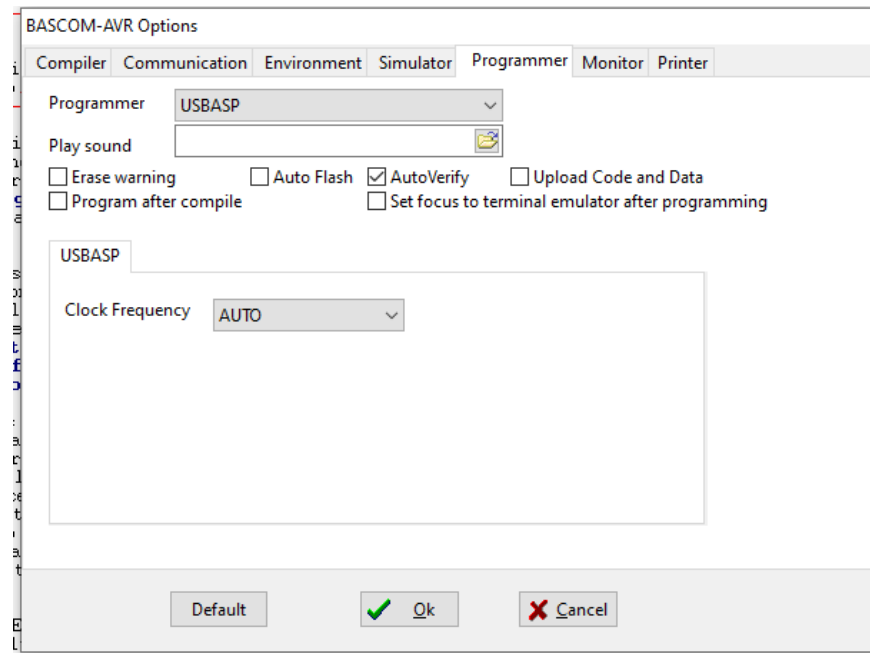 BASCOM-AVR Options
Compiler Communication Environment Simulator Programmer Monitor Printer
Programmer USBASP
Play sound
Erase warning Auto Flash AutoVerify Upload Code and Data
Program after compile Set focus to terminal emulator after programming
USBASP
Clock Frequency AUTO
Default Ok Cancel